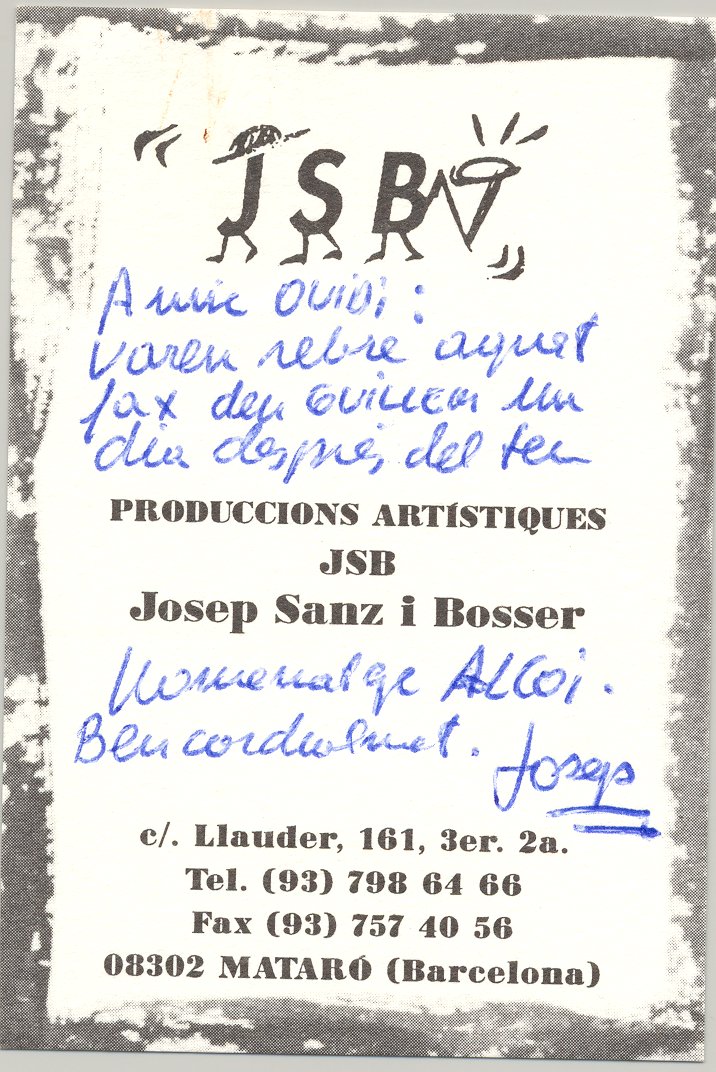 "JSB"
Amic OVIDI:
varem rebre aquest
fax den GUILLEM un
dia després del teu
PRODUCCIONS ARTÍSTIQUES
JSB
Josep Sanz i Bosser
Homenatge ALCOI.
Ben cordialment. Josep
c/. Llauder, 161, 3er. 2a.
Tel. (93) 798 64 66
Fax (93) 757 40 56
08302 MATARÓ (Barcelona)